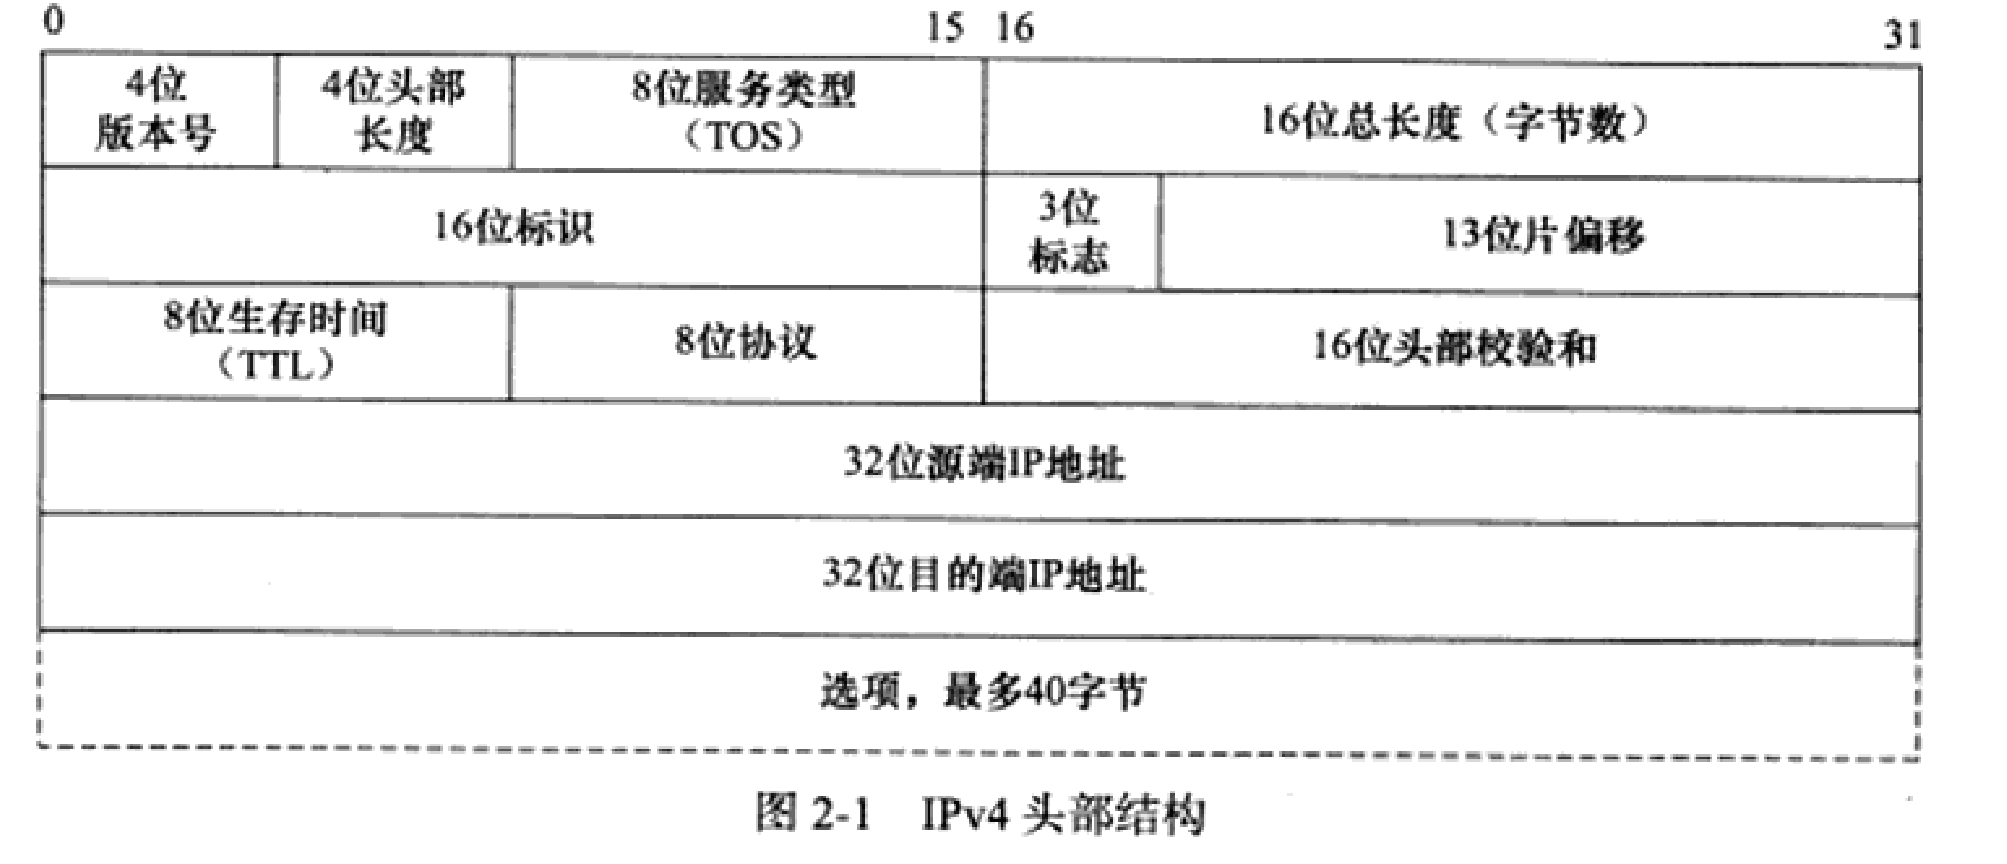 0 15 16 31
4位
版本号
4位头部
长度
8位服务类型
（TOS）
16位总长度（字节数）
16位标识
3位
标志
13位片偏移
8位生存时间
（TTL）
8位协议
16位头部校验和
32位源端IP地址
32位目的端IP地址
选项，最多40字节
图 2-1 IPv4 头部结构